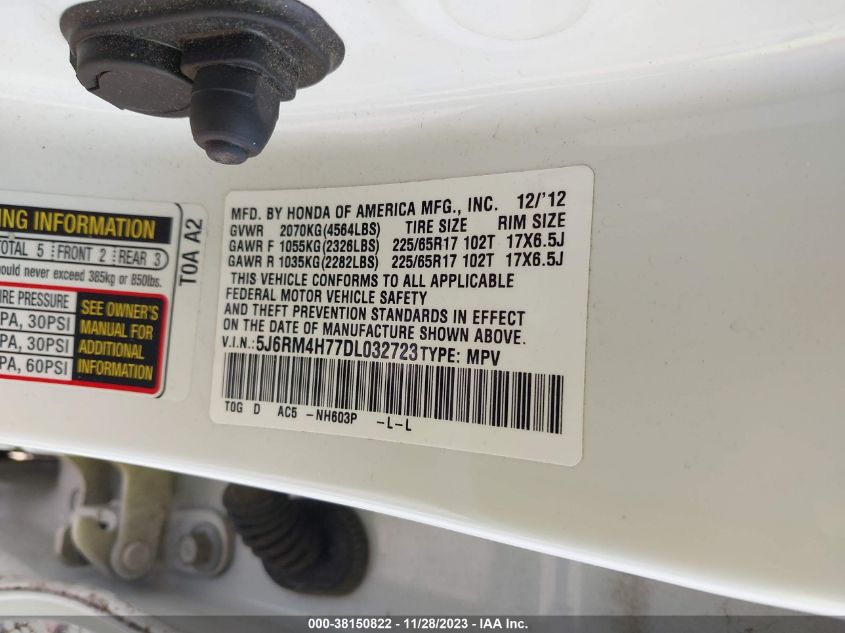 MFD. BY HONDA OF AMERICA MFG., INC. 12/'12
GVWR 2070KG(4564LBS) TIRE SIZE RIM SIZE
GAWR F 1055KG(2326LBS) 225/65R17 102T 17X6.5J
GAWR R 1035KG(2282LBS) 225/65R17 102T 17X6.5J
THIS VEHICLE CONFORMS TO ALL APPLICABLE
FEDERAL MOTOR VEHICLE SAFETY
AND THEFT PREVENTION STANDARDS IN EFFECT
ON THE DATE OF MANUFACTURE SHOWN ABOVE.
V.I.N.:5J6RM4H77DL032723TYPE: MPV
TOG D AC5 -NH603P -L-L
ING INFORMATION
TOTAL 5 FRONT 2 REAR 3
ould never exceed 385kg or 850lbs.
IRE PRESSURE
PA, 30PSI
PA, 30PSI
PA, 60PSI
SEE OWNER'S
MANUAL FOR
ADDITIONAL
INFORMATION
TOA A2
000-38150822 | 11/28/2023 | IAA Inc.